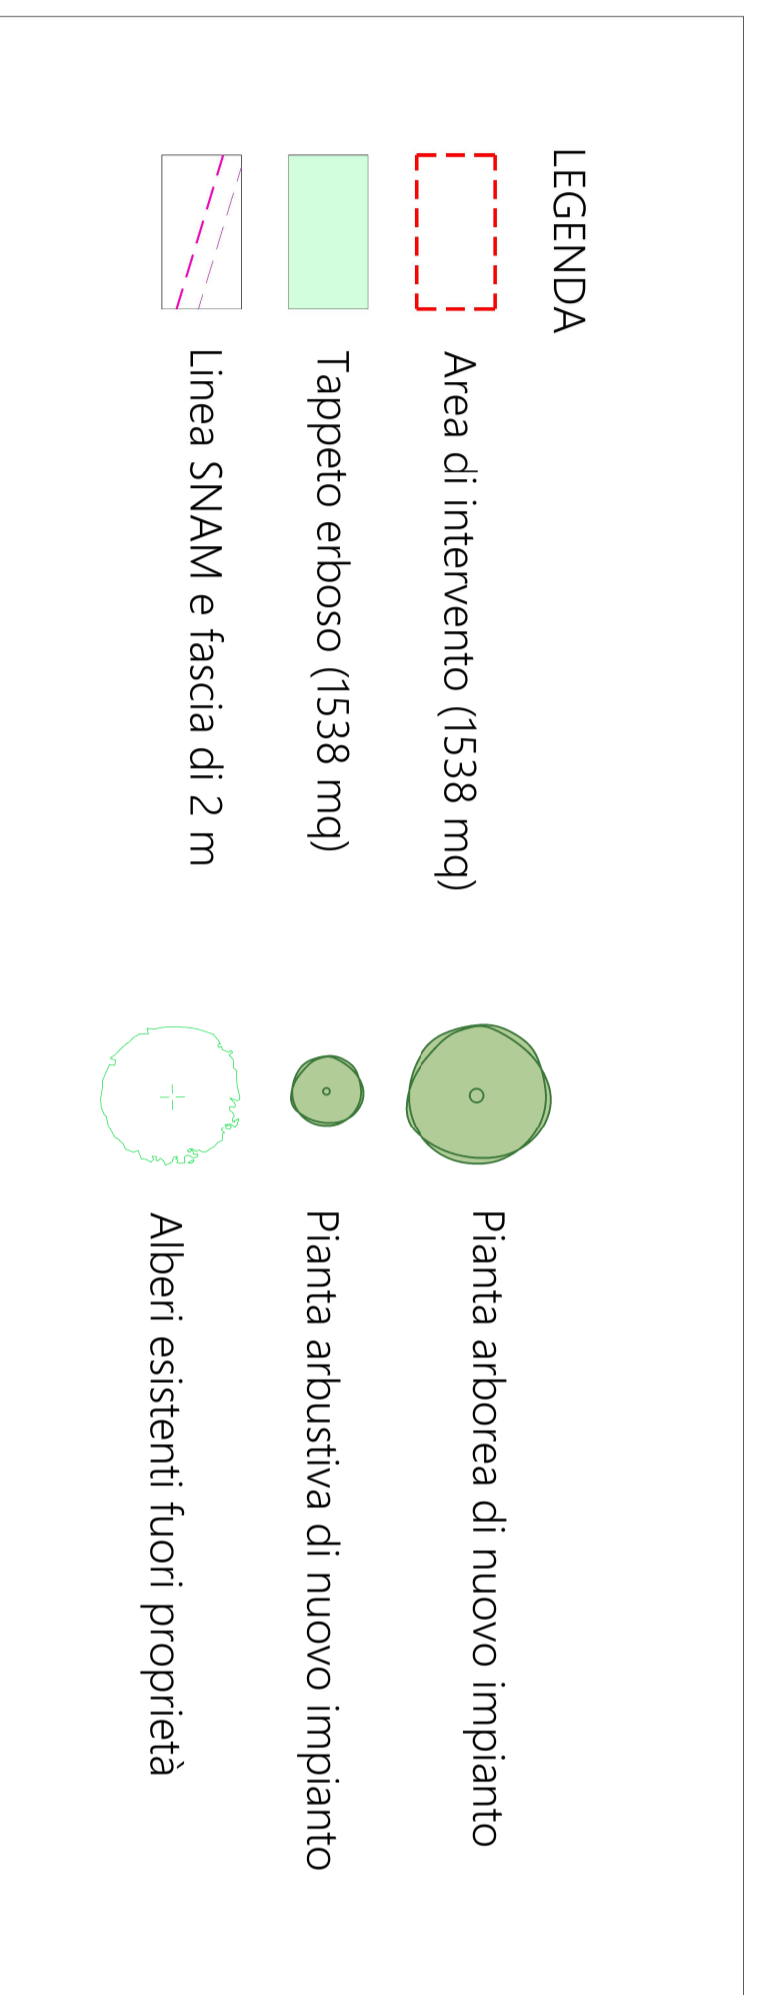 LEGENDA
Area di intervento (1538 mq)
Tappeto erboso (1538 mq)
Linea SNAM e fascia di 2 m
Pianta arborea di nuovo impianto
Pianta arbustiva di nuovo impianto
Alberi esistenti fuori proprietà